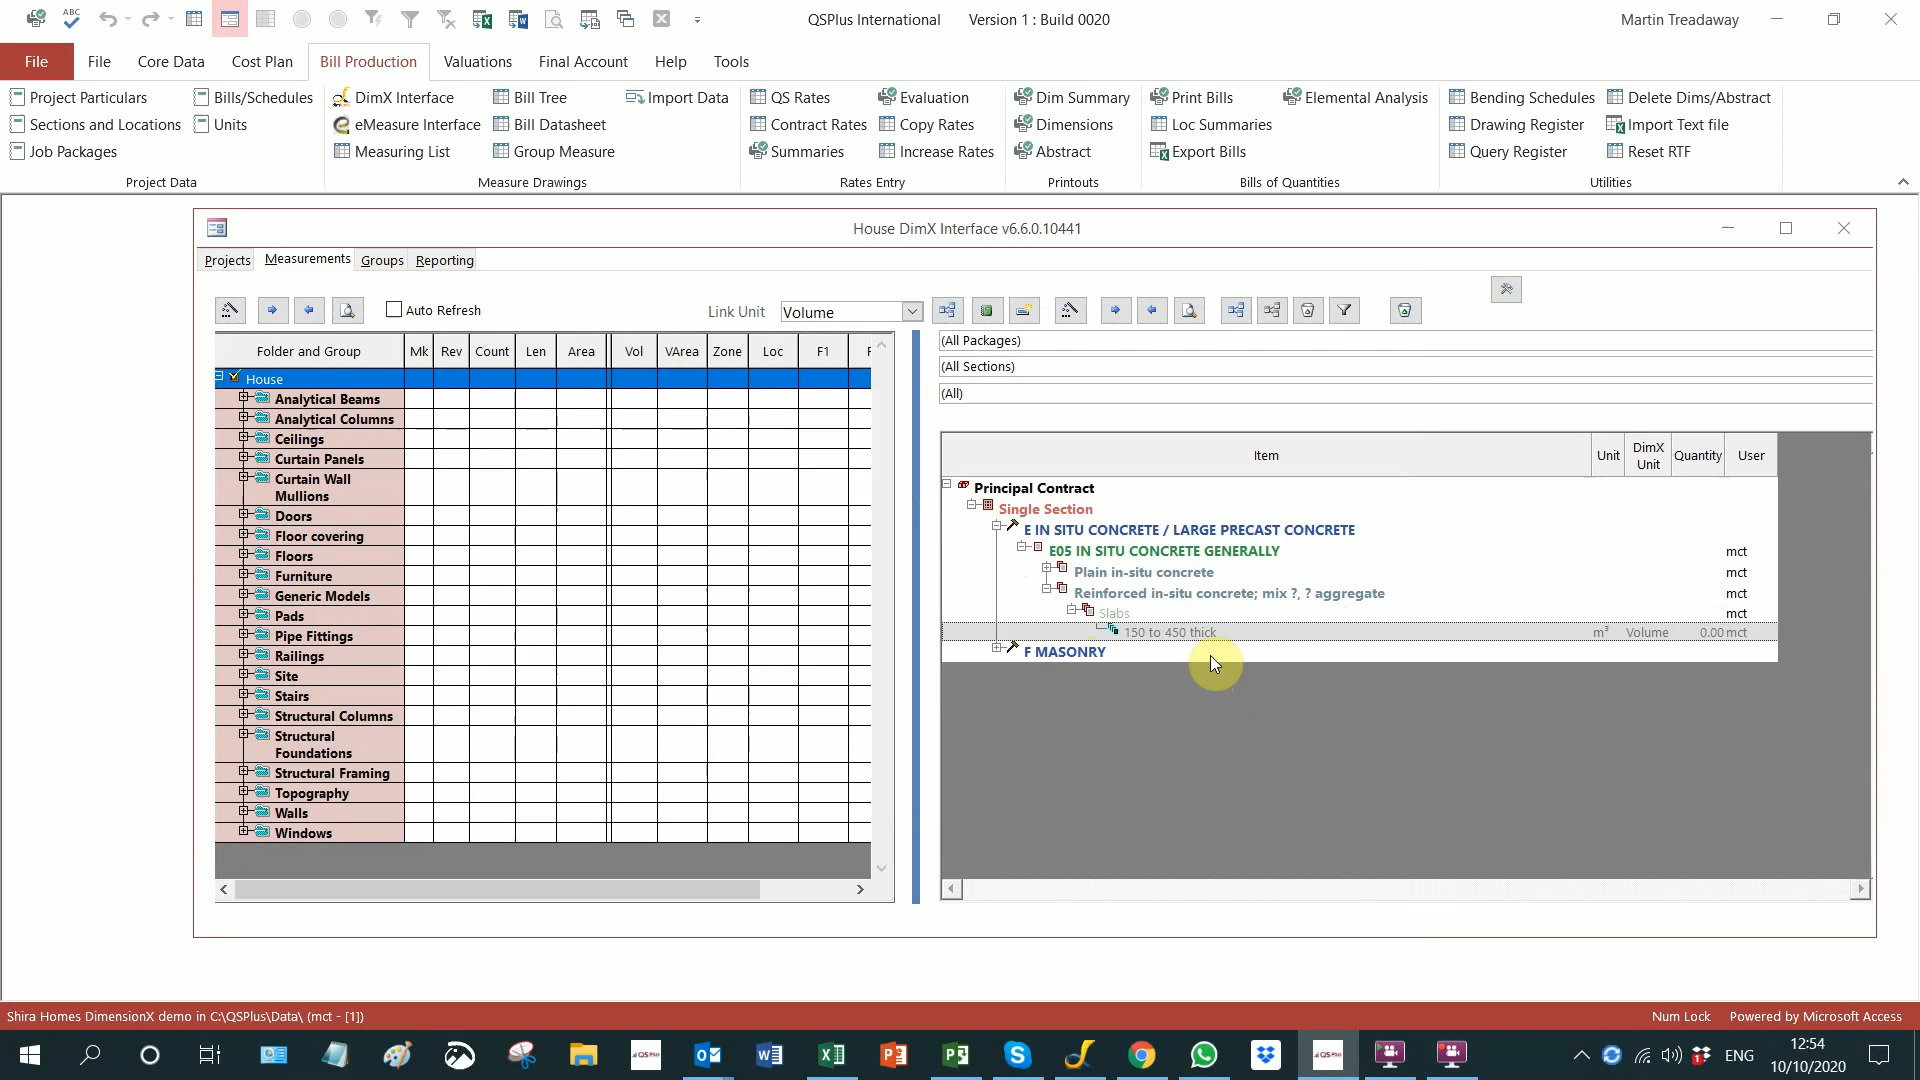 ABC
QSPlus International Version 1 : Build 0020 Martin Treadaway
File File Core Data Cost Plan Bill Production Valuations Final Account Help Tools
Project Particulars Bills/Schedules DimX Interface Bill Tree Import Data QS Rates Evaluation Dim Summary Print Bills Elemental Analysis Bending Schedules Delete Dims/Abstract
Sections and Locations Units eMeasure Interface Bill Datasheet Contract Rates Copy Rates Dimensions Loc Summaries Drawing Register Import Text file
Job Packages Measuring List Group Measure Summaries Increase Rates Abstract Export Bills Query Register Reset RTF
Project Data Measure Drawings Rates Entry Printouts Bills of Quantities Utilities
House DimX Interface v6.6.0.10441
Projects Measurements Groups Reporting
Auto Refresh Link Unit Volume
Folder and Group Mk Rev Count Len Area Vol VArea Zone Loc F1
House
Analytical Beams
Analytical Columns
Ceilings
Curtain Panels
Curtain Wall
Mullions
Doors
Floor covering
Floors
Furniture
Generic Models
Pads
Pipe Fittings
Railings
Site
Stairs
Structural Columns
Structural
Foundations
Structural Framing
Topography
Walls
Windows
(All Packages)
(All Sections)
(All)
Item Unit DimX Unit Quantity User
Principal Contract
Single Section
E IN SITU CONCRETE / LARGE PRECAST CONCRETE
E05 IN SITU CONCRETE GENERALLY mct
Plain in-situ concrete mct
Reinforced in-situ concrete; mix ?, ? aggregate mct
Slabs mct
150 to 450 thick m³ Volume 0.00 mct
F MASONRY
Shira Homes DimensionX demo in C:\QSPlus\Data\ (mct - [1]) Num Lock Powered by Microsoft Access
ENG 12:54
10/10/2020